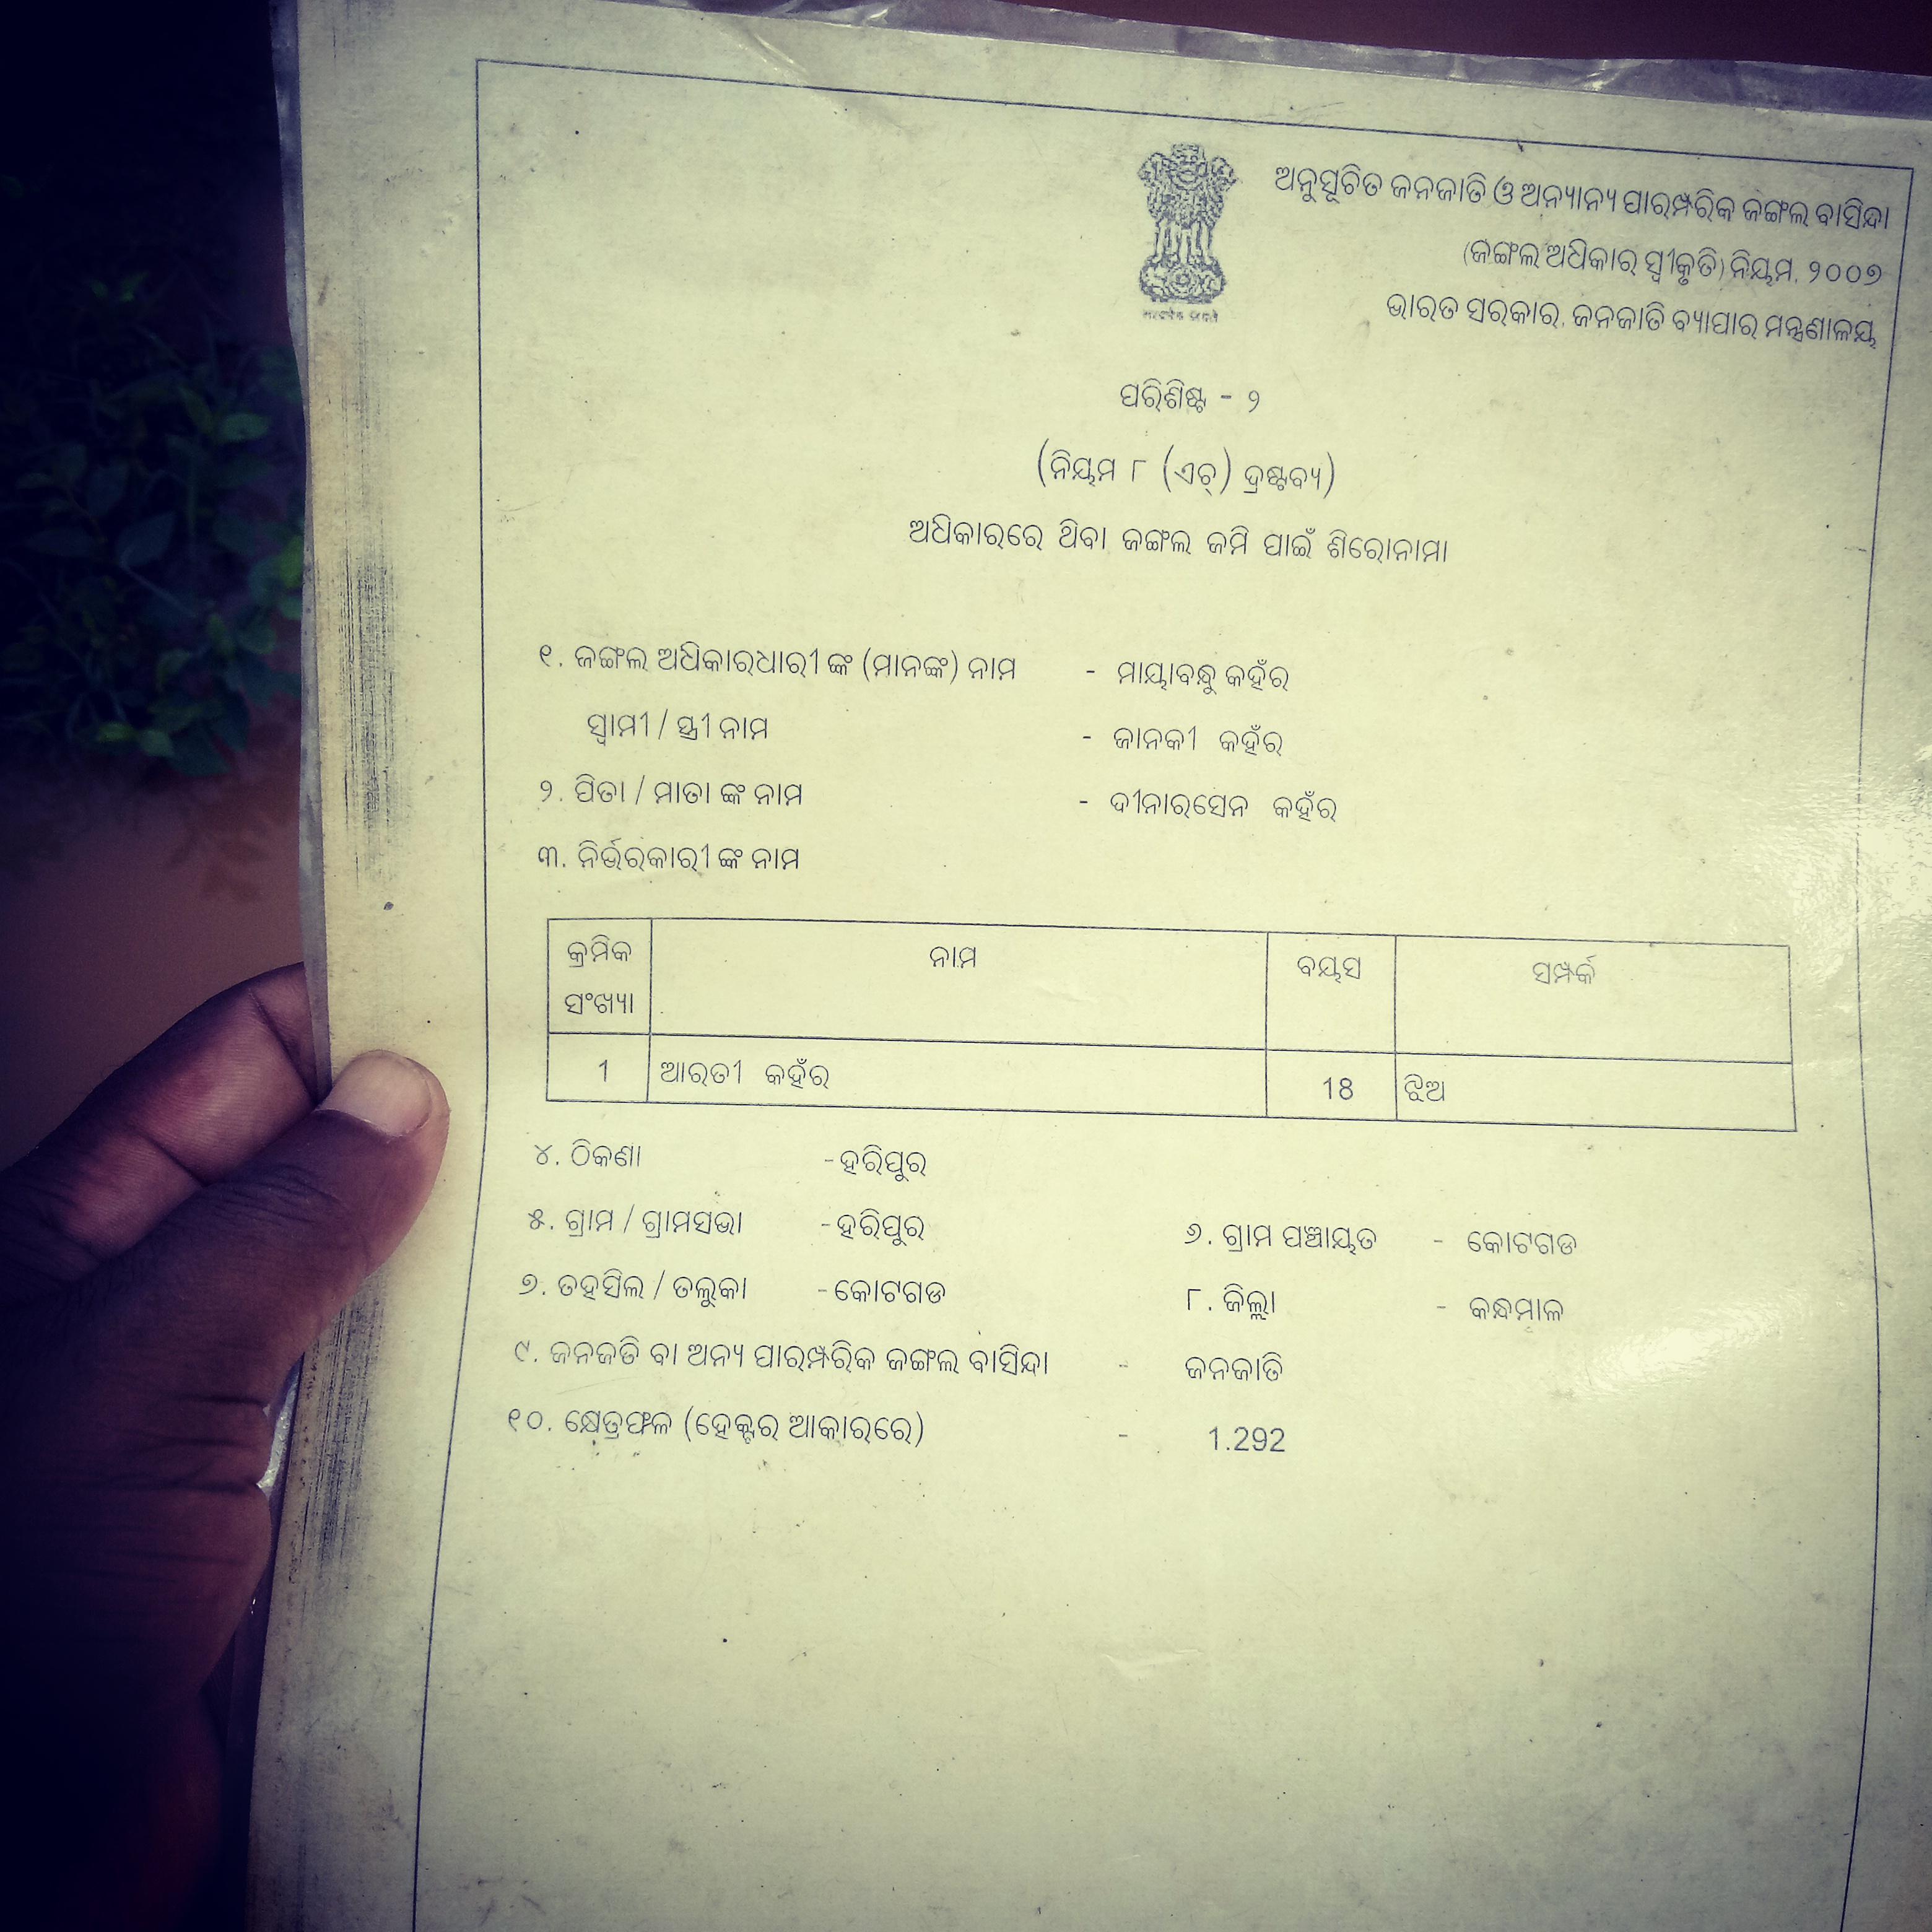 ଅନୁସୂଚିତ ଜନଜାତି ଓ ଅନ୍ୟାନ୍ୟ ପାରମ୍ପରିକ ଜଙ୍ଗଲ ବାସିନ୍ଦା
(ଜଙ୍ଗଲ ଅଧିକାର ସ୍ୱୀକୃତି) ନିୟମ, ୨୦୦୭
ଭାରତ ସରକାର, ଜନଜାତି ବ୍ୟାପାର ମନ୍ତ୍ରଣାଳୟ
ପରିଶିଷ୍ଟ - ୨
(ନିୟମ ୮ (ଏଚ୍) ଦ୍ରଷ୍ଟବ୍ୟ)
ଅଧିକାରରେ ଥିବା ଜଙ୍ଗଲ ଜମି ପାଇଁ ଶିରୋନାମା
୧. ଜଙ୍ଗଲ ଅଧିକାରଧାରୀ ଙ୍କ (ମାନଙ୍କ) ନାମ - ମାୟାବନ୍ଧୁ କହଁର
ସ୍ୱାମୀ / ସ୍ତ୍ରୀ ନାମ - ଜାନକୀ କହଁର
୨. ପିତା / ମାତା ଙ୍କ ନାମ - ଦୀନାରସେନ କହଁର
୩. ନିର୍ଭରକାରୀ ଙ୍କ ନାମ
କ୍ରମିକ ସଂଖ୍ୟା ନାମ ବୟସ ସମ୍ପର୍କ
1 ଆରତୀ କହଁର 18 ଝିଅ
୪. ଠିକଣା - ହରିପୁର
୫. ଗ୍ରାମ / ଗ୍ରାମସଭା - ହରିପୁର ୬. ଗ୍ରାମ ପଞ୍ଚାୟତ - କୋଟଗଡ
୭. ତହସିଲ / ତଲୁକା - କୋଟଗଡ ୮. ଜିଲ୍ଲା - କନ୍ଧମାଳ
୯. ଜନଜତି ବା ଅନ୍ୟ ପାରମ୍ପରିକ ଜଙ୍ଗଲ ବାସିନ୍ଦା - ଜନଜାତି
୧୦. କ୍ଷେତ୍ରଫଳ (ହେକ୍ଟର ଆକାରରେ) - 1.292